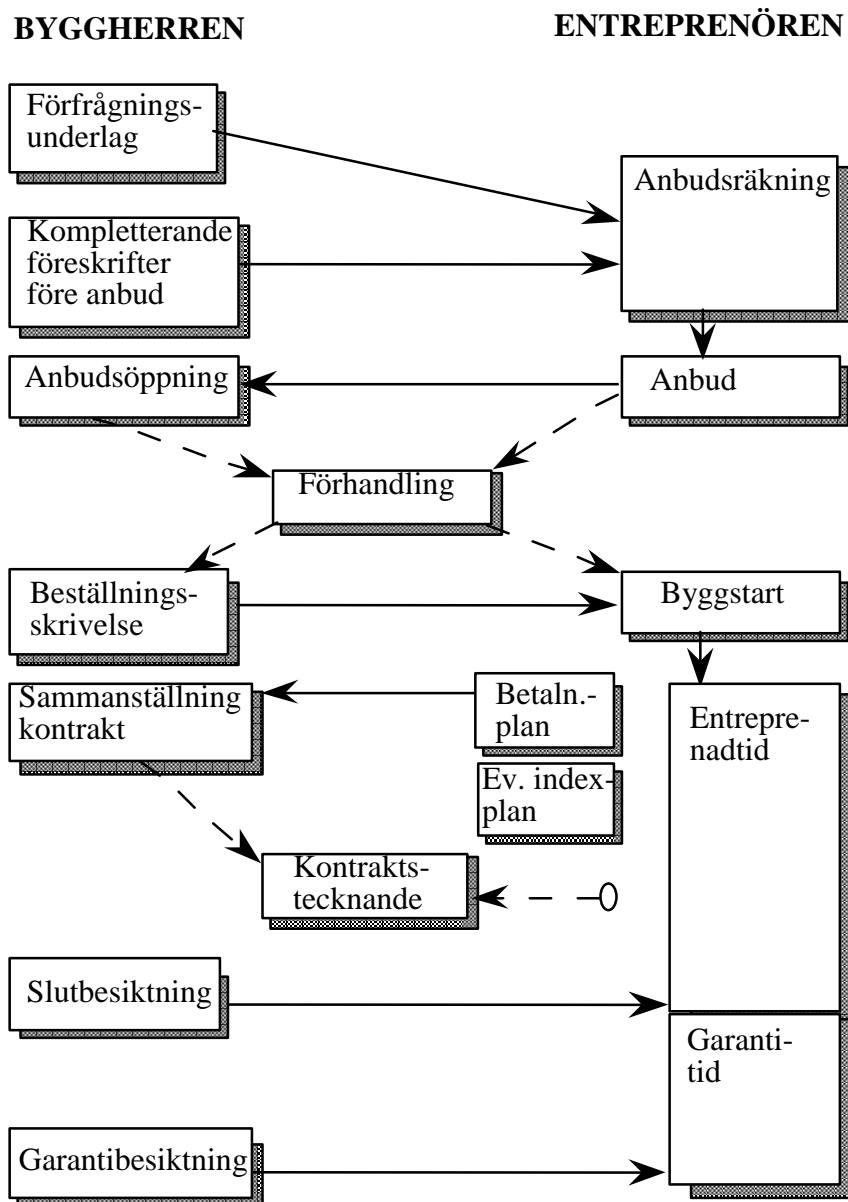 BYGGHERREN
ENTREPRENÖREN
Förfrågnings-
underlag
Anbudsräkning
Kompletterande
föreskrifter
före anbud
Anbudsöppning
Anbud
Förhandling
Beställnings-
skrivelse
Byggstart
Sammanställning
kontrakt
Betaln.-
plan
Entrepre-
nadtid
Ev. index-
plan
Kontrakts-
tecknande
Slutbesiktning
Garanti-
tid
Garantibesiktning